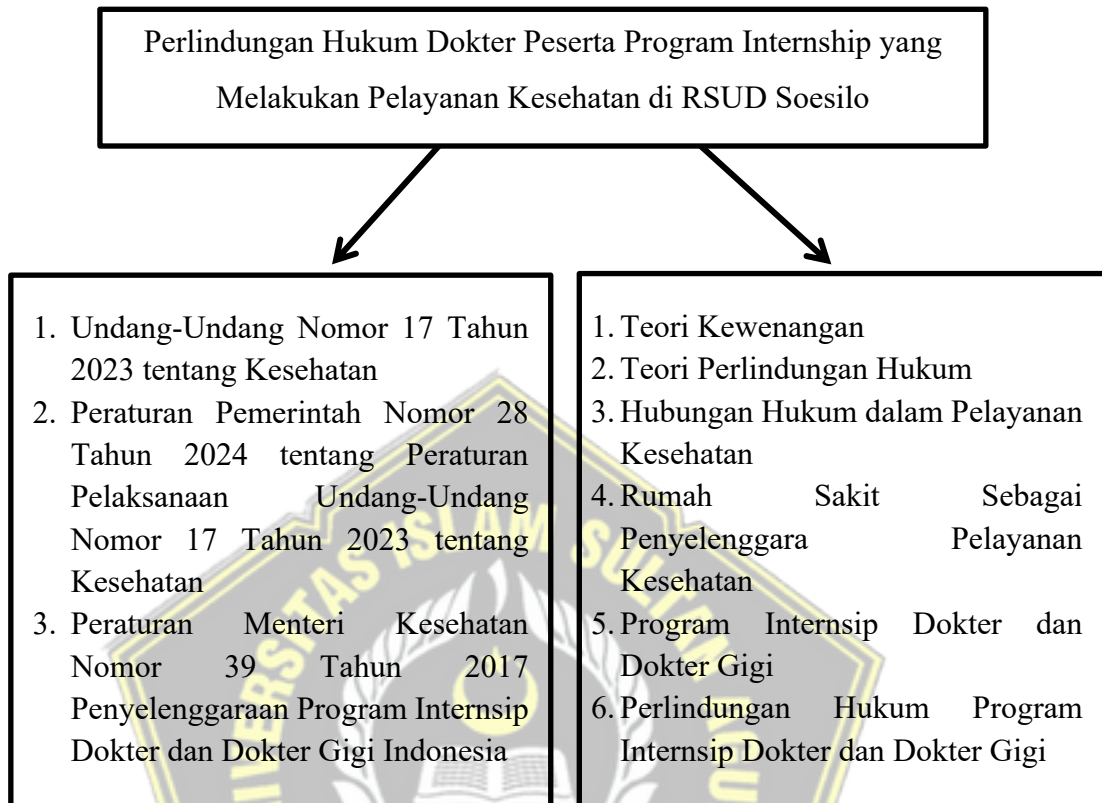 Perlindungan Hukum Dokter Peserta Program Internship yang
Melakukan Pelayanan Kesehatan di RSUD Soesilo
1. Undang-Undang Nomor 17 Tahun
2023 tentang Kesehatan
2. Peraturan Pemerintah Nomor 28
Tahun 2024 tentang Peraturan
Pelaksanaan Undang-Undang
Nomor 17 Tahun 2023 tentang
Kesehatan
3. Peraturan Menteri Kesehatan
Nomor 39 Tahun 2017
Penyelenggaraan Program Internsip
Dokter dan Dokter Gigi Indonesia
1. Teori Kewenangan
2. Teori Perlindungan Hukum
3. Hubungan Hukum dalam Pelayanan
Kesehatan
4. Rumah Sakit Sebagai
Penyelenggara Pelayanan
Kesehatan
5. Program Internsip Dokter dan
Dokter Gigi
6. Perlindungan Hukum Program
Internsip Dokter dan Dokter Gigi
ISLAM SULTAN